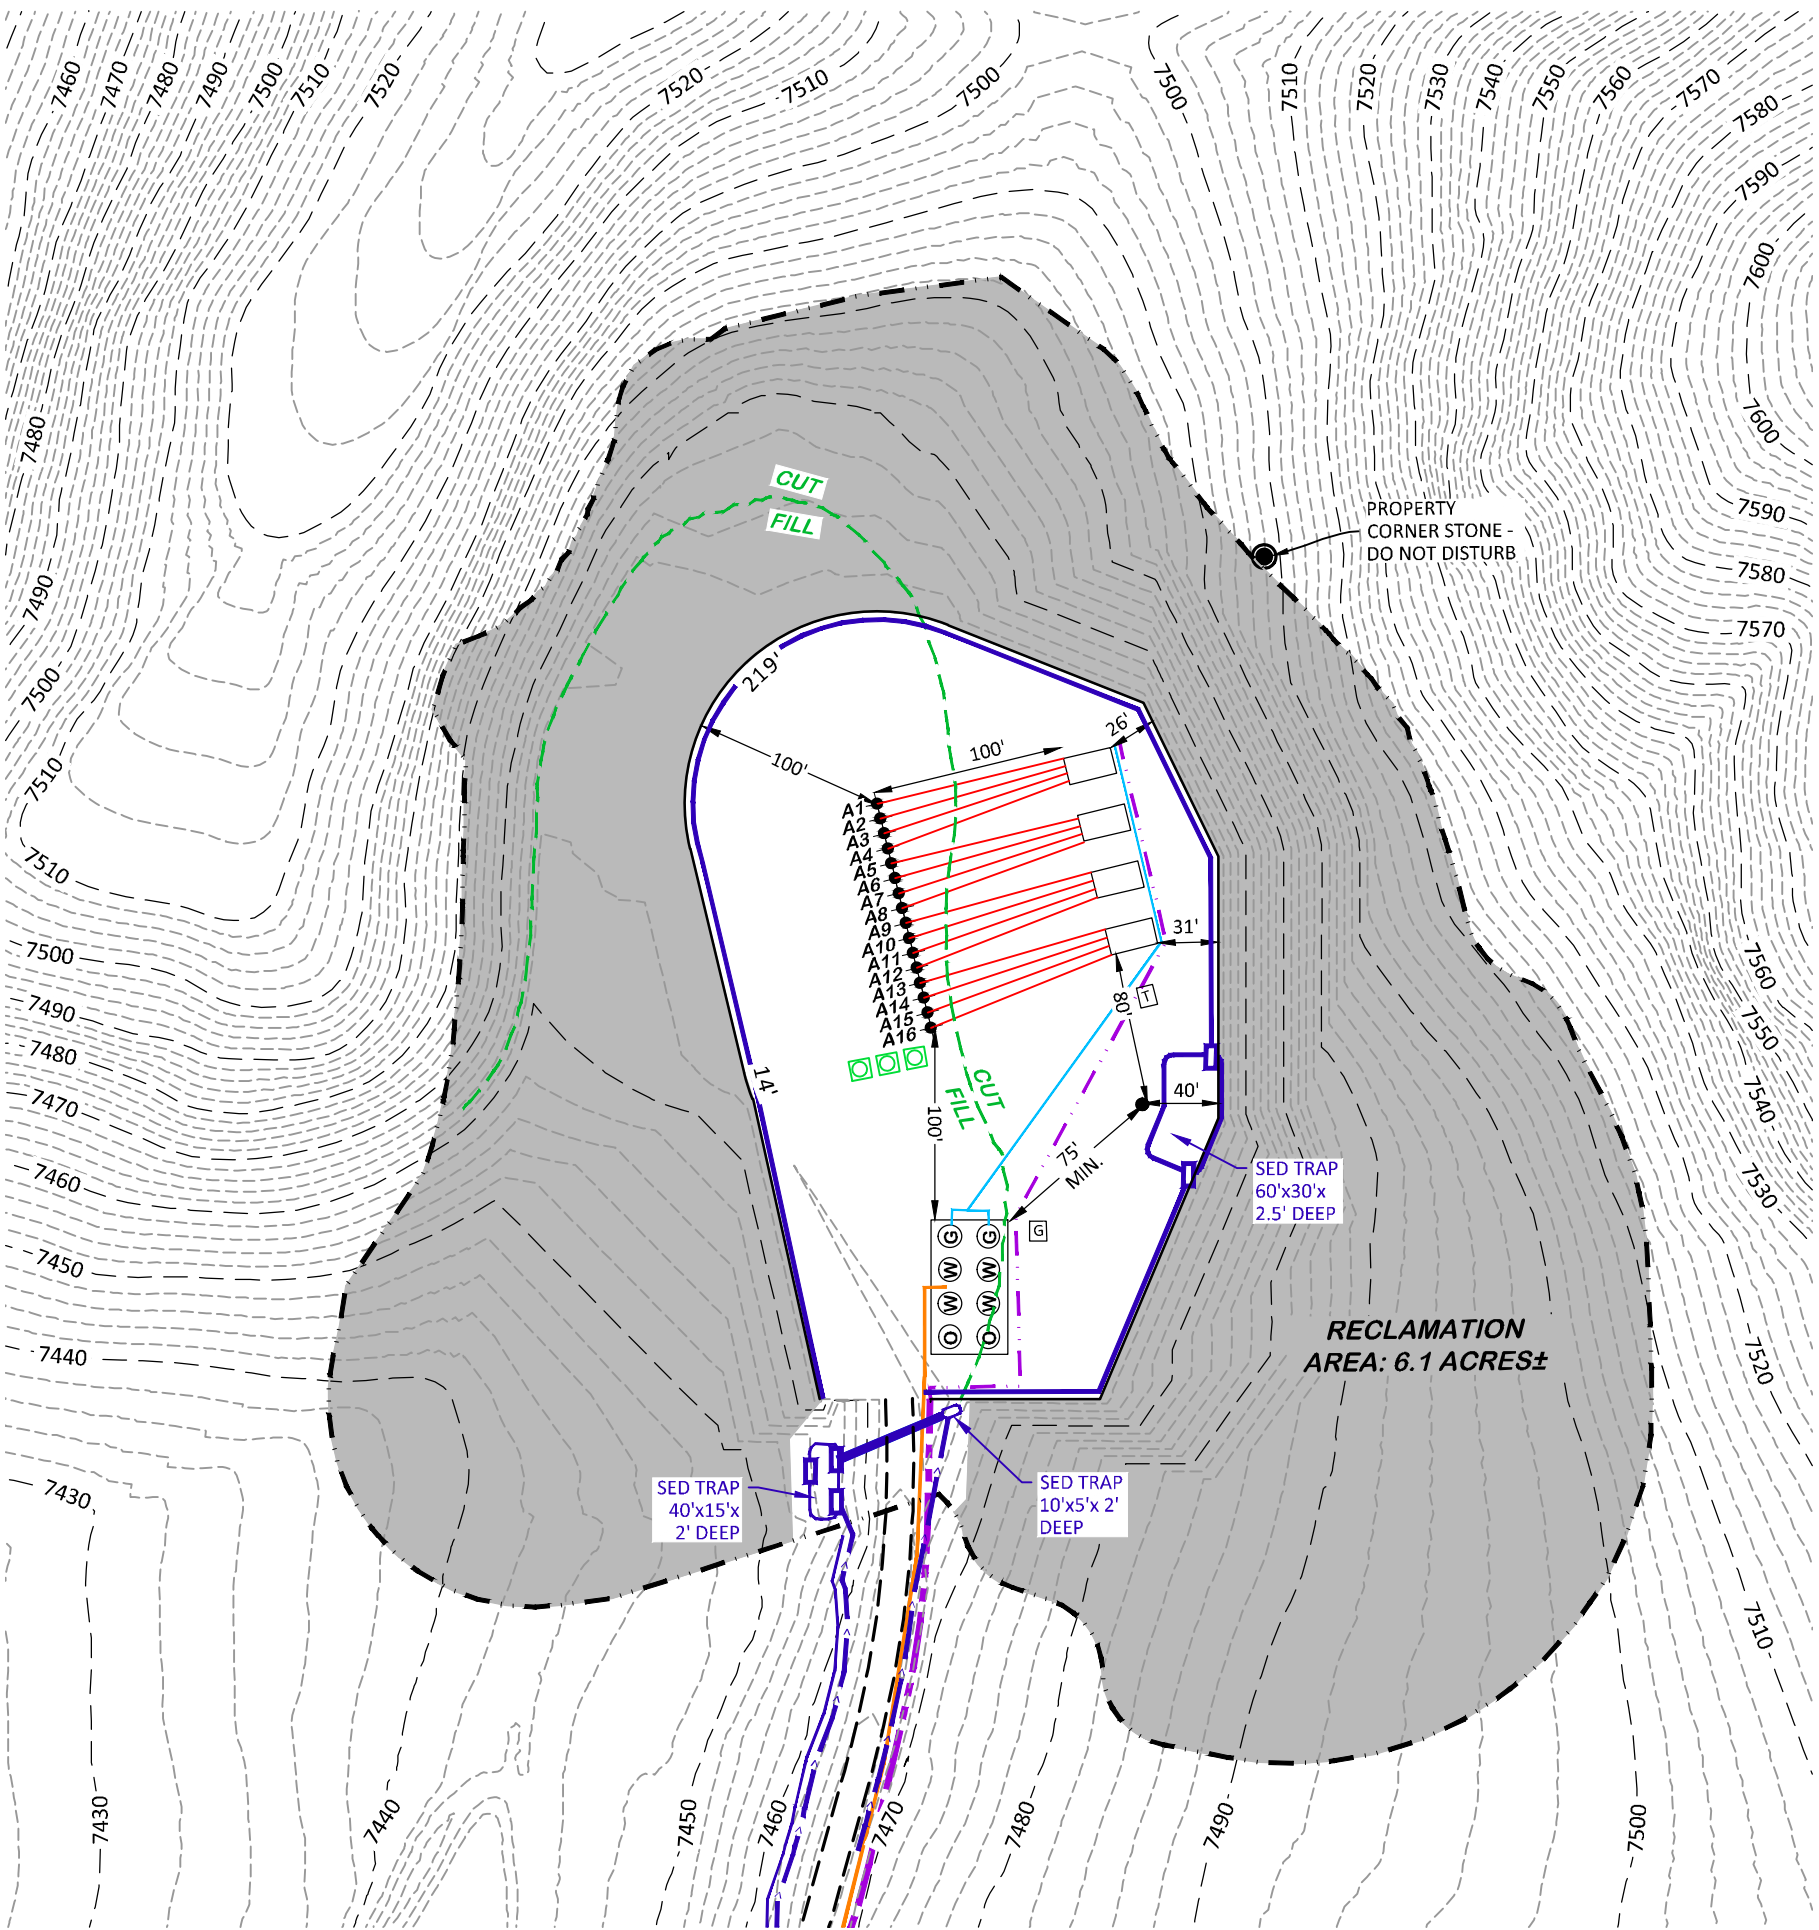 7460
7470
7480
7490
7500
7510
7520
7520
7510
7500
7500
7510
7520
7530
7540
7550
7560
7570
7580
7590
7600
7600
7590
7580
7570
7480
7490
7500
7510
7510
7500
7490
7480
7470
7460
7450
7440
7430
CUT
FILL
PROPERTY
CORNER STONE -
DO NOT DISTURB
219'
100'
100'
26'
A1
A2
A3
A4
A5
A6
A7
A8
A9
A10
A11
A12
A13
A14
A15
A16
31'
80'
T
14'
100'
CUT
FILL
40'
75'
MIN.
SED TRAP
60'x30'x
2.5' DEEP
G
G G
W W
W W
O O
RECLAMATION
AREA: 6.1 ACRES±
SED TRAP
40'x15'x
2' DEEP
SED TRAP
10'x5'x 2'
DEEP
7560
7550
7540
7530
7520
7510
7430
7440
7450
7460
7470
7480
7490
7500